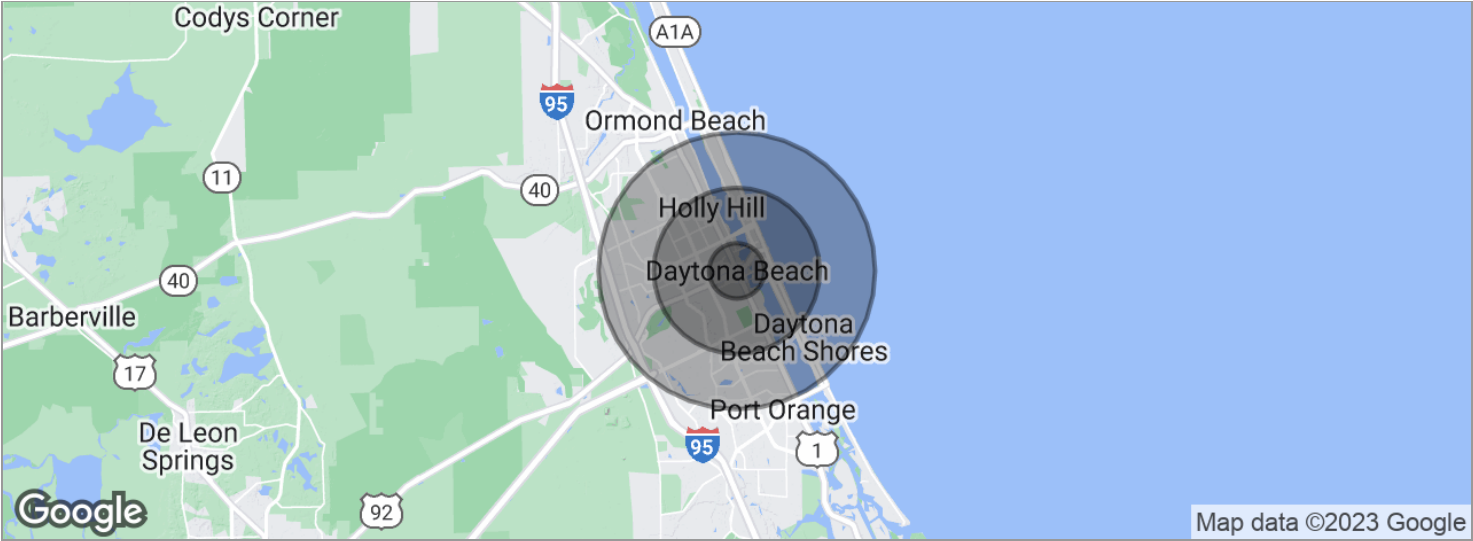 Codys Corner
A1A
95
Ormond Beach
11
40
Holly Hill
Daytona Beach
40
Barberville
Daytona
Beach Shores
17
Port Orange
De Leon
Springs
95
1
92
Google
Map data ©2023 Google